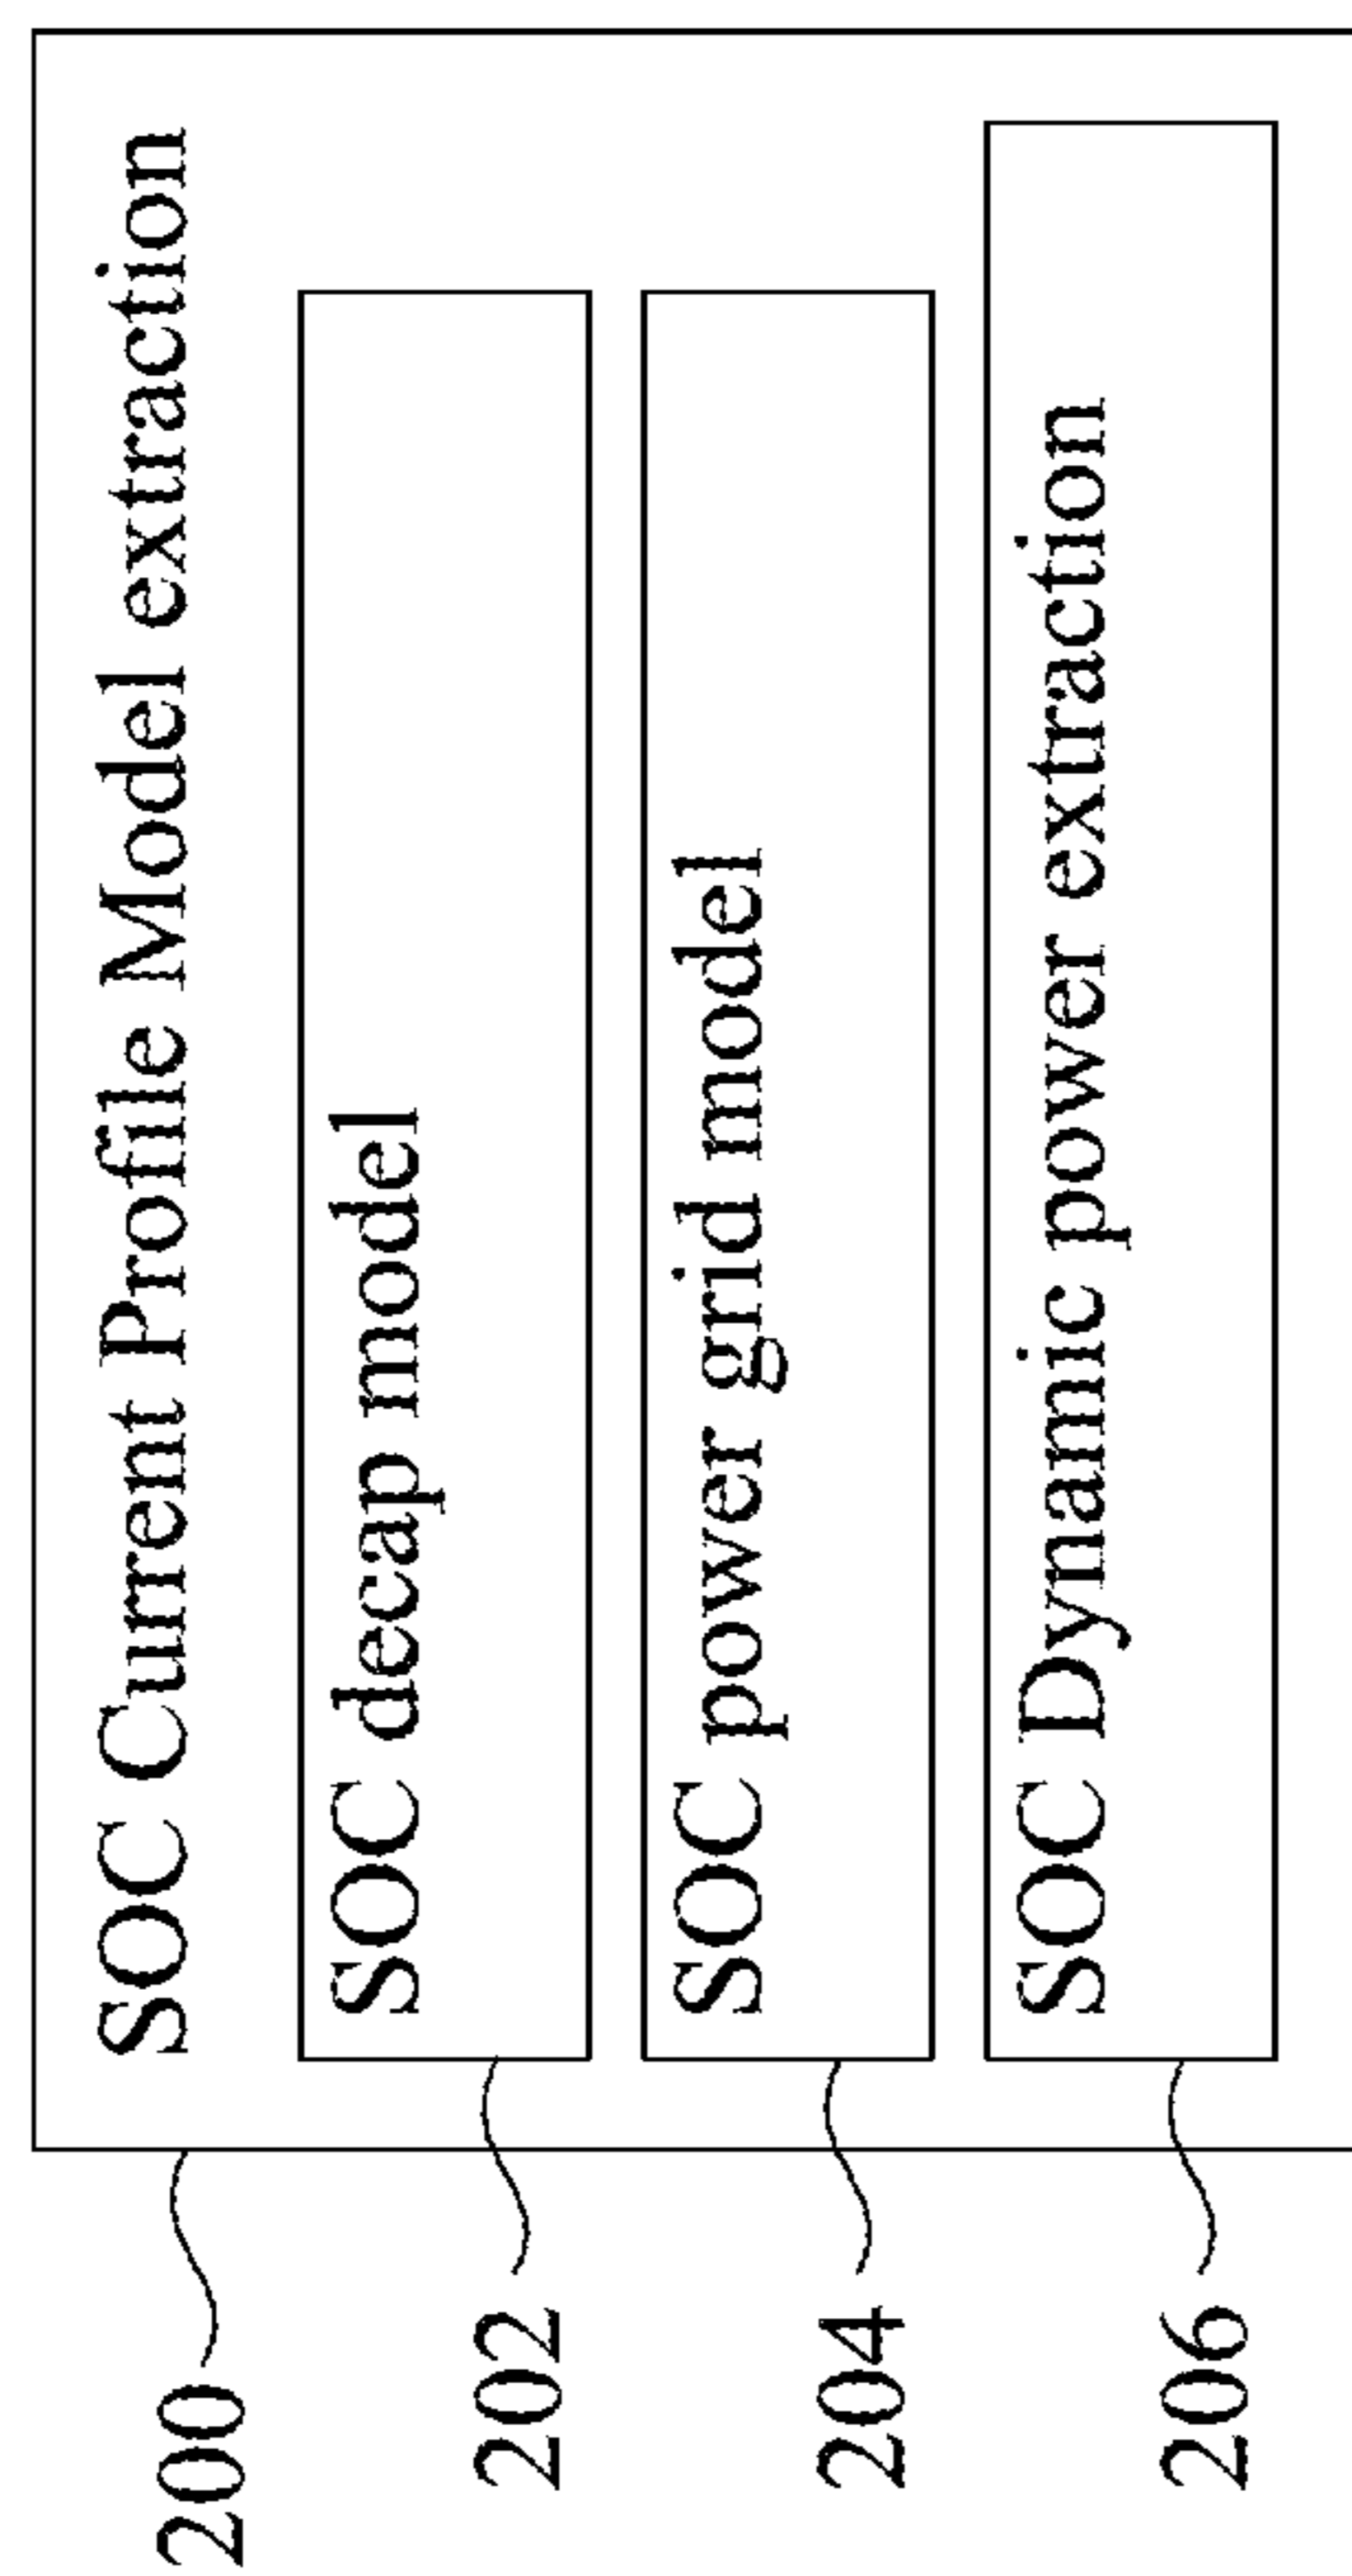 SOC Current Profile Model extraction
200
SOC decap model
202
SOC power grid model
204
SOC Dynamic power extraction
206